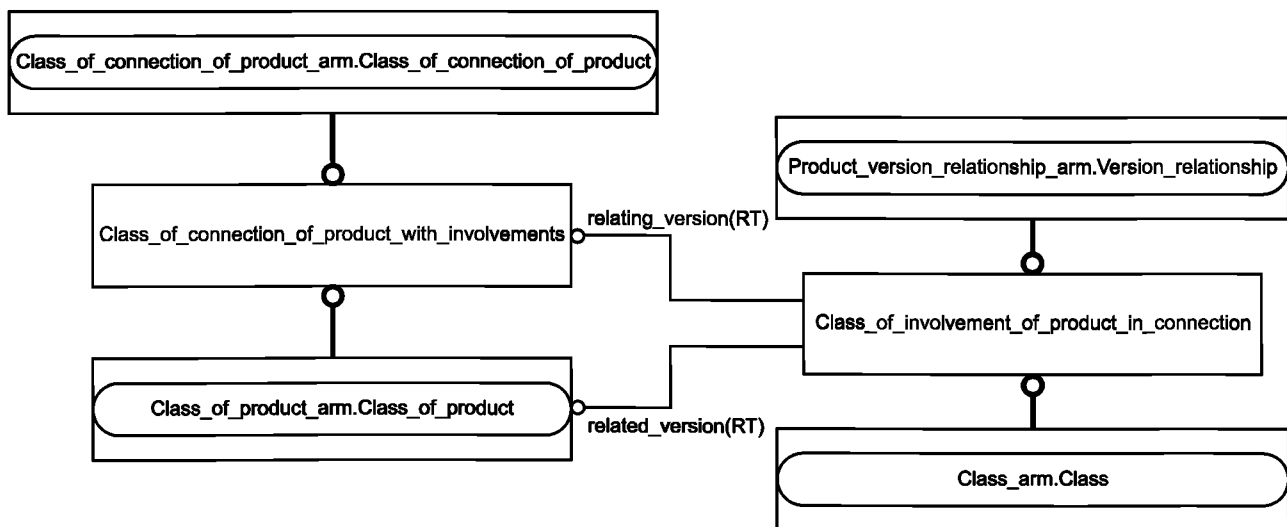 Class_of_connection_of_product_arm.Class_of_connection_of_product
Product_version_relationship_arm.Version_relationship
relating_version(RT)
Class_of_connection_of_product_with_involvements
Class_of_involvement_of_product_in_connection
Class_of_product_arm.Class_of_product
related_version(RT)
Class_arm.Class